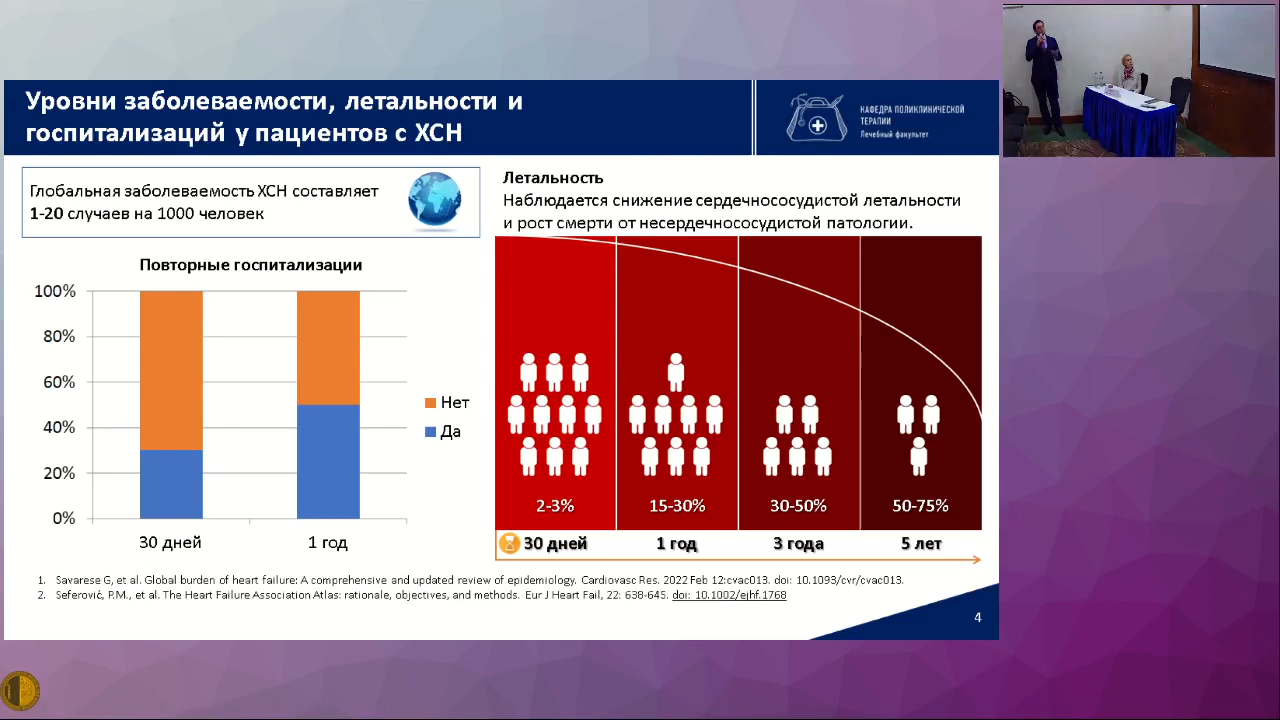 Уровни заболеваемости, летальности и
госпитализаций у пациентов с ХСН
КАФЕДРА ПОЛИКЛИНИЧЕСКОЙ
ТЕРАПИИ
Лечебный факультет
Глобальная заболеваемость ХСН составляет
1-20 случаев на 1000 человек
Повторные госпитализации
100%
80%
60%
40%
20%
0%
30 дней
1 год
Нет
Да
Летальность
Наблюдается снижение сердечнососудистой летальности
и рост смерти от несердечнососудистой патологии.
2-3%
15-30%
30-50%
50-75%
30 дней
1 год
3 года
5 лет
1. Savarese G, et al. Global burden of heart failure: A comprehensive and updated review of epidemiology. Cardiovasc Res. 2022 Feb 12:cvac013. doi: 10.1093/cvr/cvac013.
2. Seferović, P.M., et al. The Heart Failure Association Atlas: rationale, objectives, and methods. Eur J Heart Fail, 22: 638-645. doi: 10.1002/ejhf.1768
4